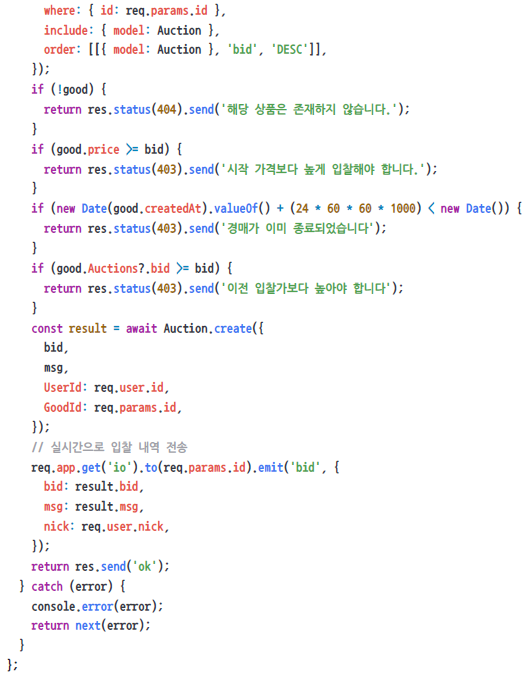 where: { id: req.params.id },
include: { model: Auction },
order: [[{ model: Auction }, 'bid', 'DESC']],
});
if (!good) {
return res.status(404).send('해당 상품은 존재하지 않습니다.');
}
if (good.price >= bid) {
return res.status(403).send('시작 가격보다 높게 입찰해야 합니다.');
}
if (new Date(good.createdAt).valueOf() + (24 * 60 * 60 * 1000) < new Date()) {
return res.status(403).send('경매가 이미 종료되었습니다');
}
if (good.Auctions?.bid >= bid) {
return res.status(403).send('이전 입찰가보다 높아야 합니다');
}
const result = await Auction.create({
bid,
msg,
UserId: req.user.id,
GoodId: req.params.id,
});
// 실시간으로 입찰 내역 전송
req.app.get('io').to(req.params.id).emit('bid', {
bid: result.bid,
msg: result.msg,
nick: req.user.nick,
});
return res.send('ok');
} catch (error) {
console.error(error);
return next(error);
}
};